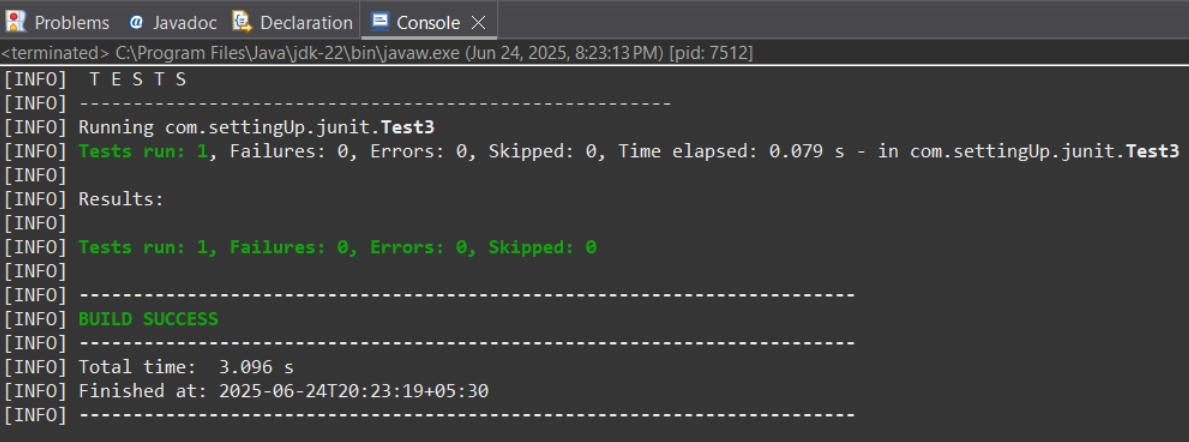 Problems @ Javadoc Declaration Console
<terminated> C:\Program Files\Java\jdk-22\bin\javaw.exe (Jun 24, 2025, 8:23:13 PM) [pid: 7512]
[INFO]  T E S T S
[INFO] -------------------------------------------------------
[INFO] Running com.settingUp.junit.Test3
[INFO] Tests run: 1, Failures: 0, Errors: 0, Skipped: 0, Time elapsed: 0.079 s - in com.settingUp.junit.Test3
[INFO]
[INFO] Results:
[INFO]
[INFO] Tests run: 1, Failures: 0, Errors: 0, Skipped: 0
[INFO]
[INFO] ------------------------------------------------------------------------
[INFO] BUILD SUCCESS
[INFO] ------------------------------------------------------------------------
[INFO] Total time:  3.096 s
[INFO] Finished at: 2025-06-24T20:23:19+05:30
[INFO] ------------------------------------------------------------------------